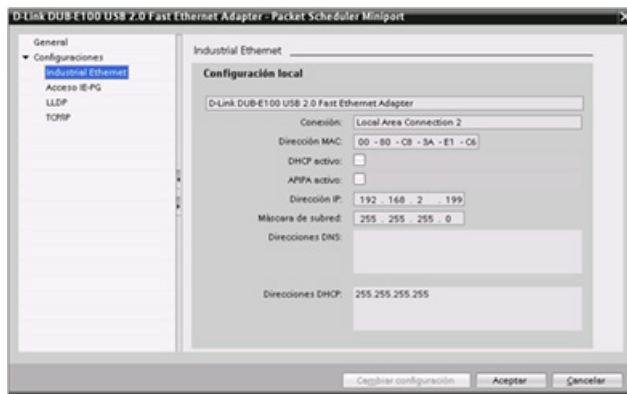 D-Link DUB-E100 USB 2.0 Fast Ethernet Adapter - Packet Scheduler Miniport
General
Configuraciones
Industrial Ethernet
Acceso IE-PG
LLDP
TCP/IP
Industrial Ethernet
Configuración local
D-Link DUB-E100 USB 2.0 Fast Ethernet Adapter
Conexión: Local Area Connection 2
Dirección MAC: 00 - 80 - C8 - 3A - E1 - C6
DHCP activo:
APIPA activo:
Dirección IP: 192 . 168 . 2 . 199
Máscara de subred: 255 . 255 . 255 . 0
Direcciones DNS:
Direcciones DHCP: 255.255.255.255
Cambiar configuración Aceptar Cancelar